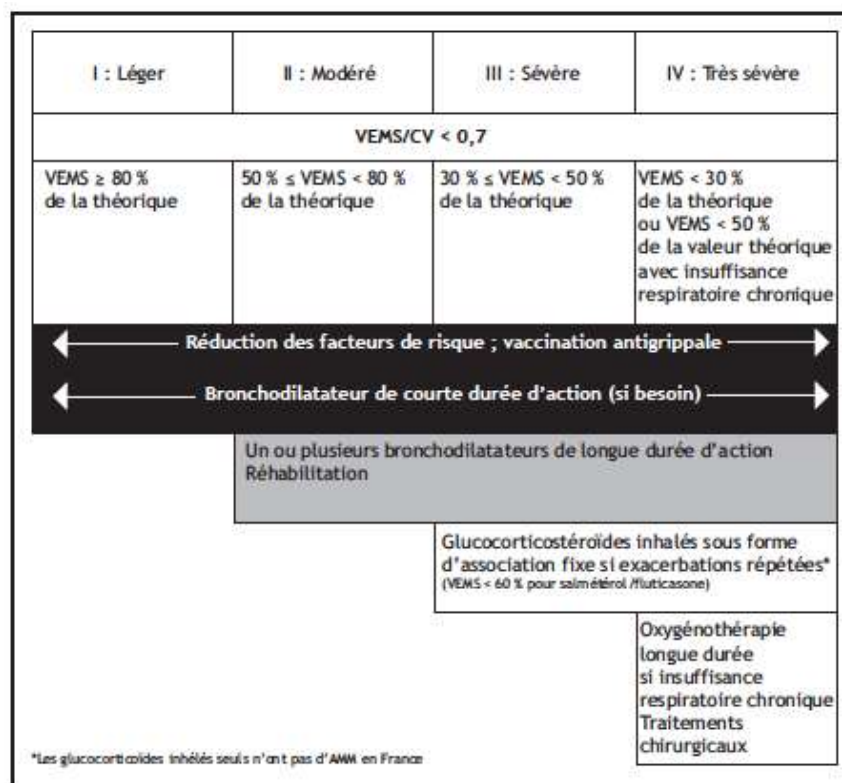 I : Léger
II : Modéré
III : Sévère
IV : Très sévère
VEMS/CV < 0,7
VEMS ≥ 80 %
de la théorique
50 % ≤ VEMS < 80 %
de la théorique
30 % ≤ VEMS < 50 %
de la théorique
VEMS < 30 %
de la théorique
ou VEMS < 50 %
de la valeur théorique
avec insuffisance
respiratoire chronique
Réduction des facteurs de risque ; vaccination antigrippale
Bronchodilatateur de courte durée d'action (si besoin)
Un ou plusieurs bronchodilatateurs de longue durée d'action
Réhabilitation
Glucocorticostéroïdes inhalés sous forme
d'association fixe si exacerbations répétées*
(VEMS < 60 % pour salmétérol /fluticasone)
Oxygénothérapie
longue durée
si insuffisance
respiratoire chronique
Traitements
chirurgicaux
*Les glucocorticoïdes inhélés seuls n'ont pas d'AMM en France